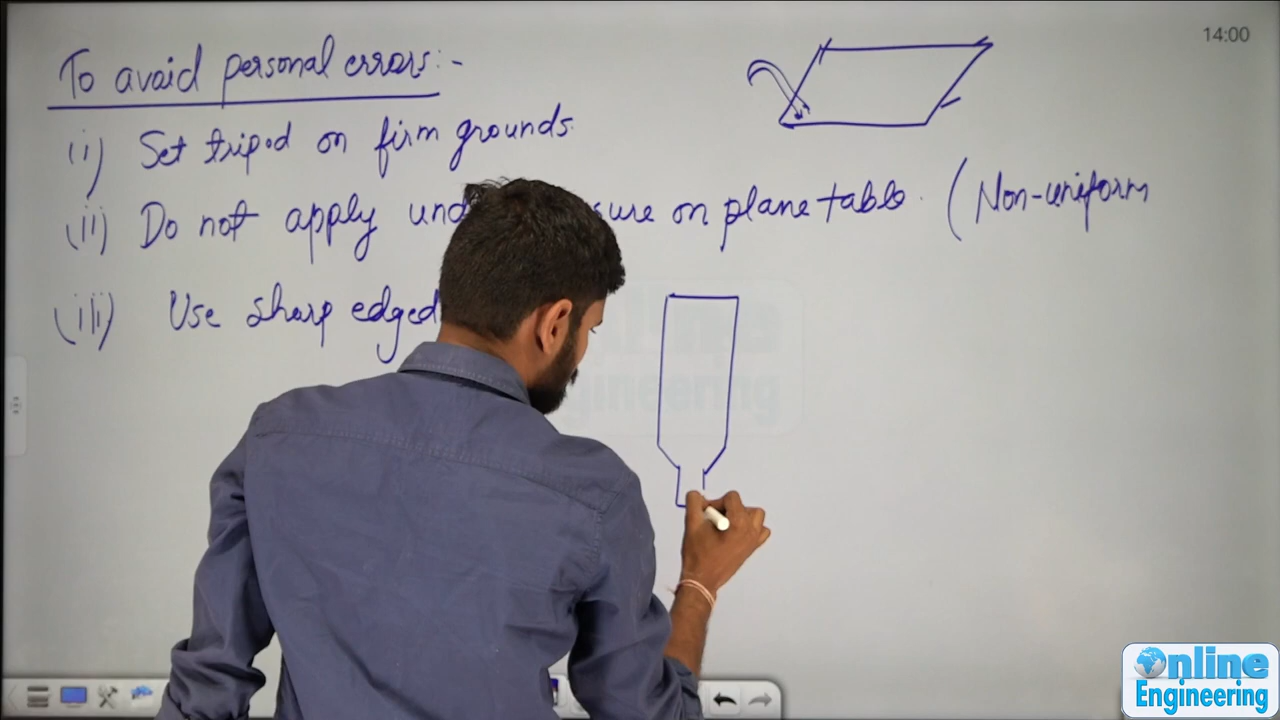 14:00
To avoid personal errors:-
(i) Set tripod on firm grounds.
(ii) Do not apply und sure on plane table. (Non-uniform
(iii) Use sharp edged
Engineering
Online
Engineering